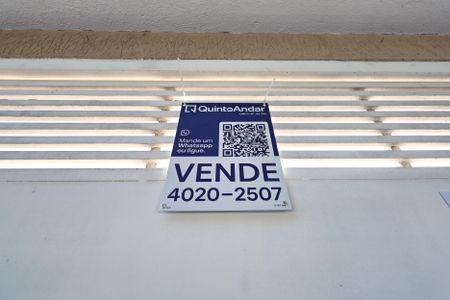 QuintoAndar
Mande um
Whatsapp
ou ligue.
VENDE
4020-2507